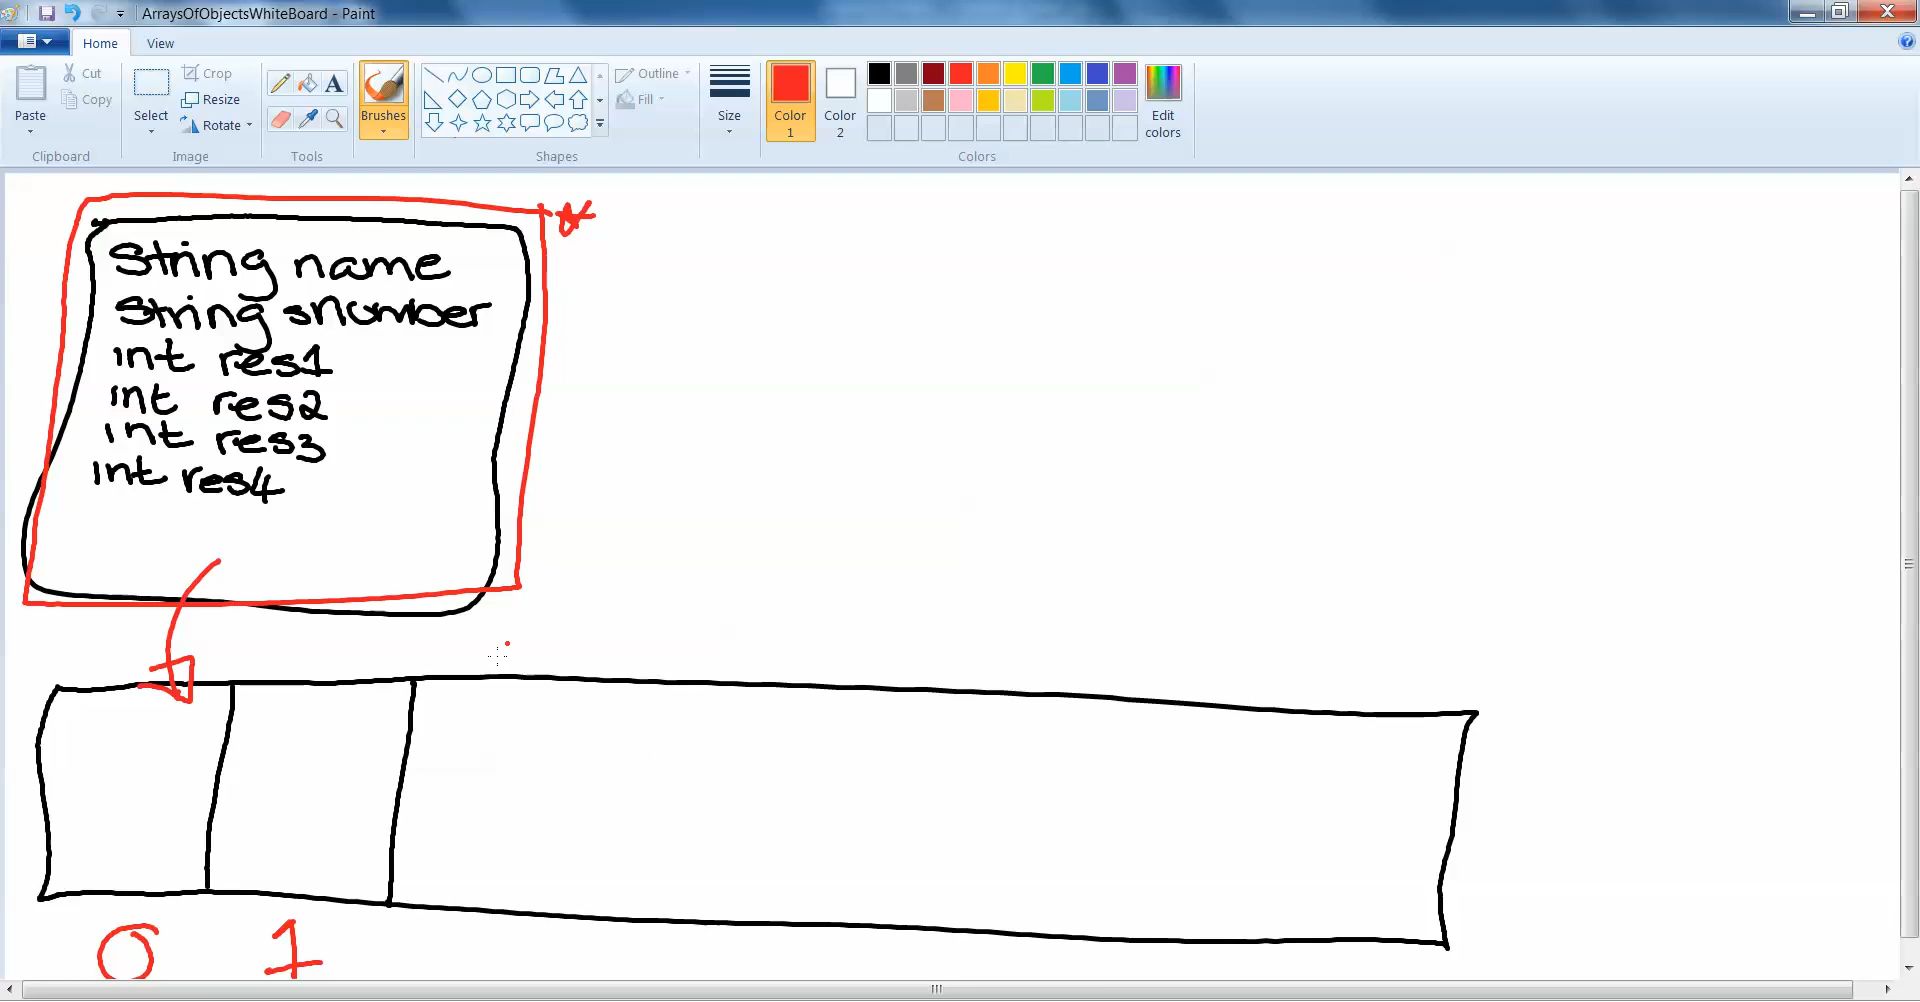 ArraysOfObjectsWhiteBoard - Paint
Home View
Paste
Cut
Copy
Clipboard
Select
Crop
Resize
Rotate
Image
A
Tools
Brushes
Outline
Fill
Shapes
Size
Color 1
Color 2
Edit colors
Colors
String name
String snumber
int res1
int res2
int res3
int res4
0 1